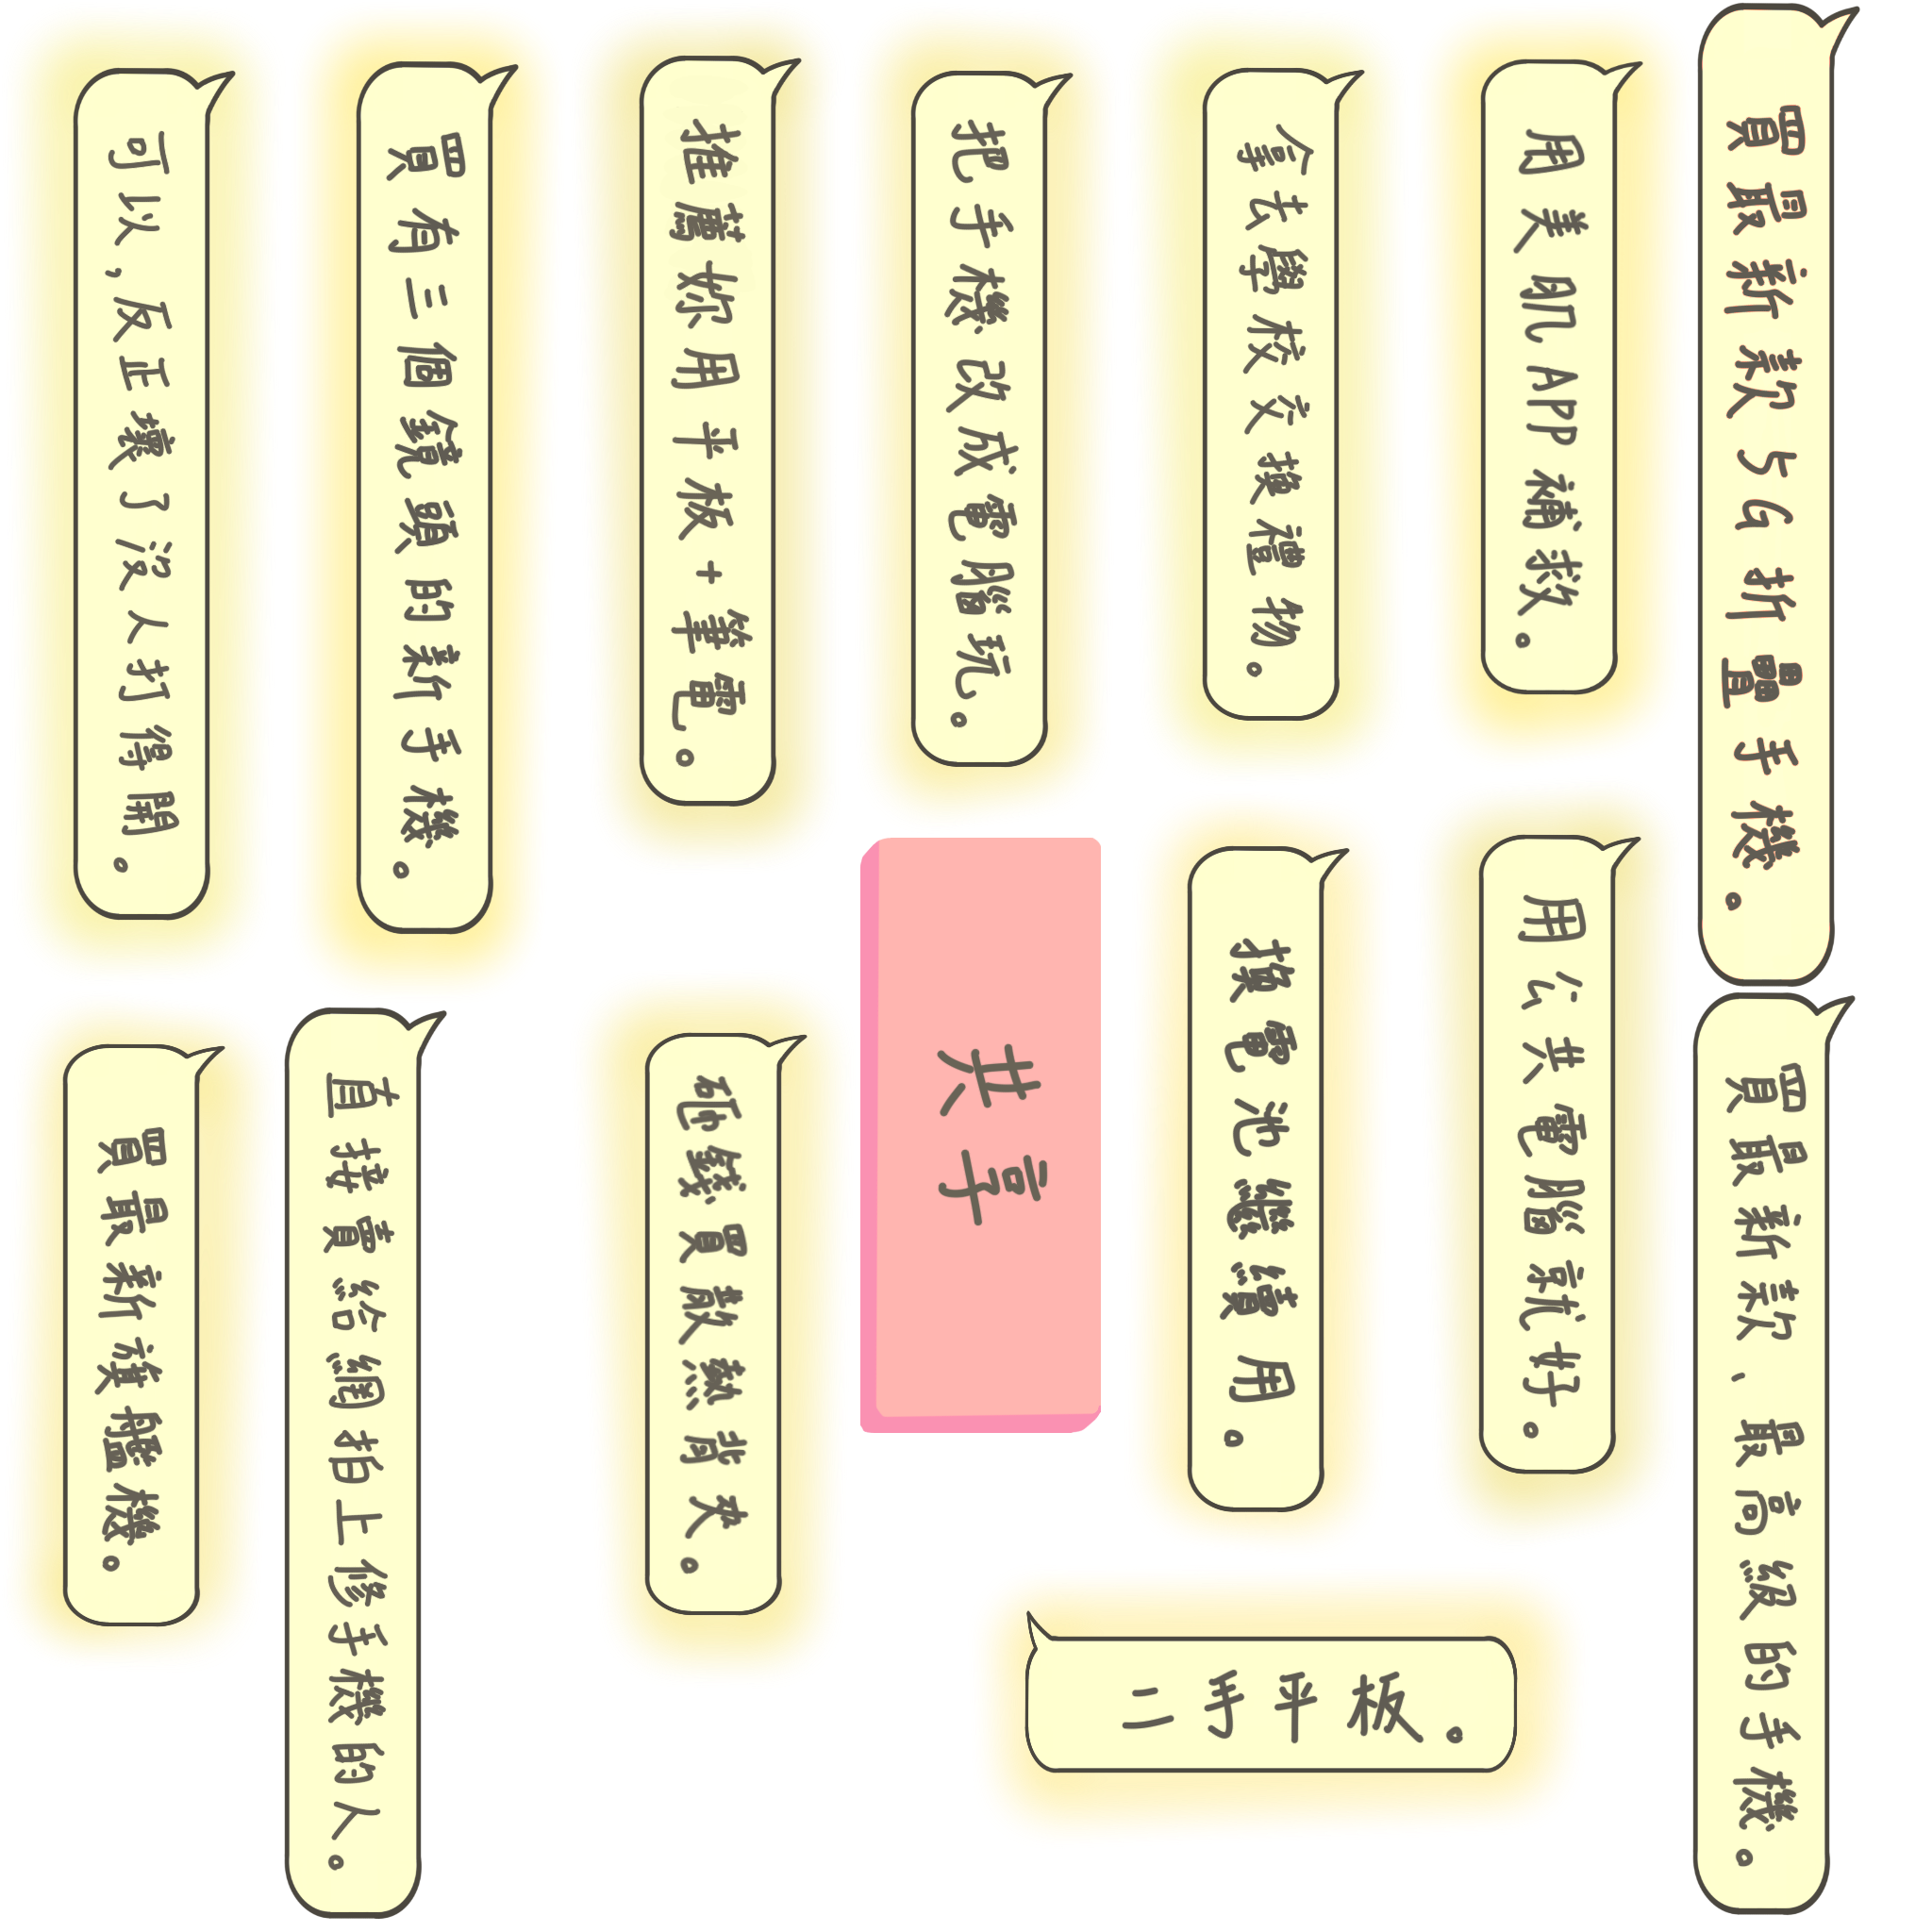 買最新款5G折疊手機。
用美肌APP補救。
拿去學校交換禮物。
把手機改成電腦玩。
推薦妳用平板+筆電。
買有三個鏡頭的新手機。
可以,反正壞了沒人打得開。
買最新款、最高級的手機。
用公共電腦就好。
換電池繼續用。
共享
砸錢買散熱背夾。
直接賣給網拍上修手機的人。
買最新旗艦機。
二手平板。